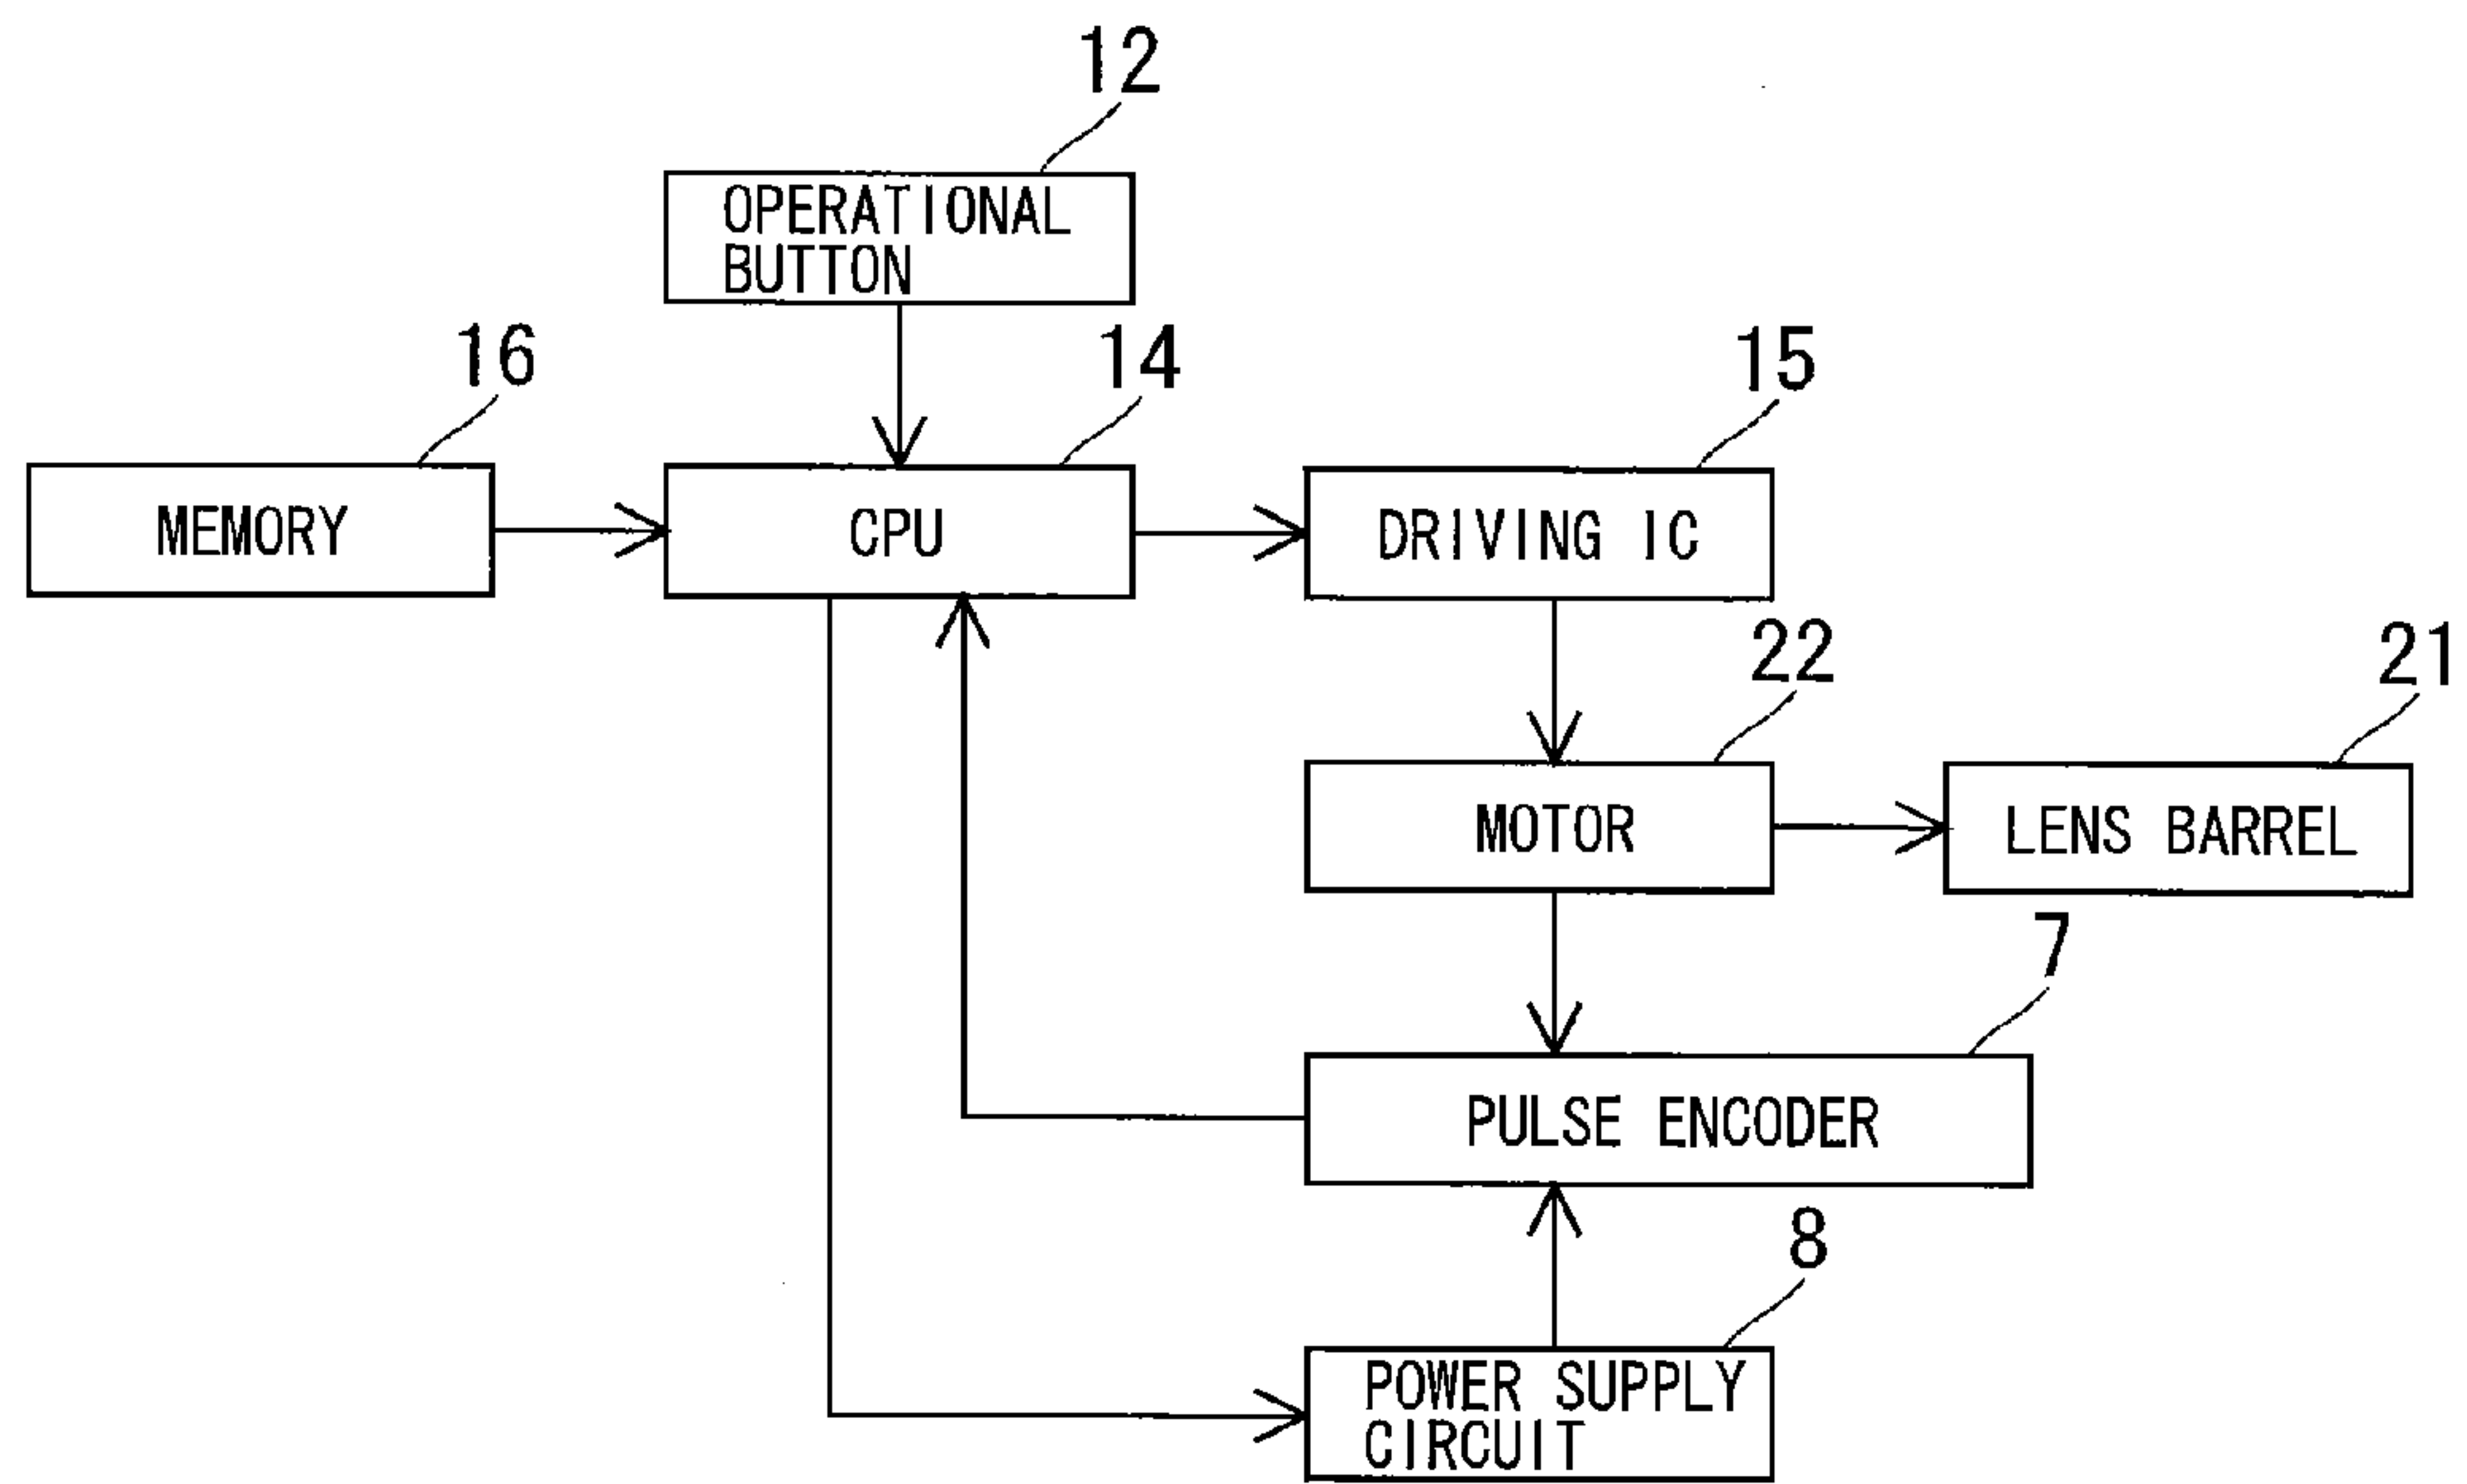 12
OPERATIONAL
BUTTON
16
14
15
MEMORY
CPU
DRIVING IC
22
21
MOTOR
LENS BARREL
7
PULSE ENCODER
8
POWER SUPPLY
CIRCUIT